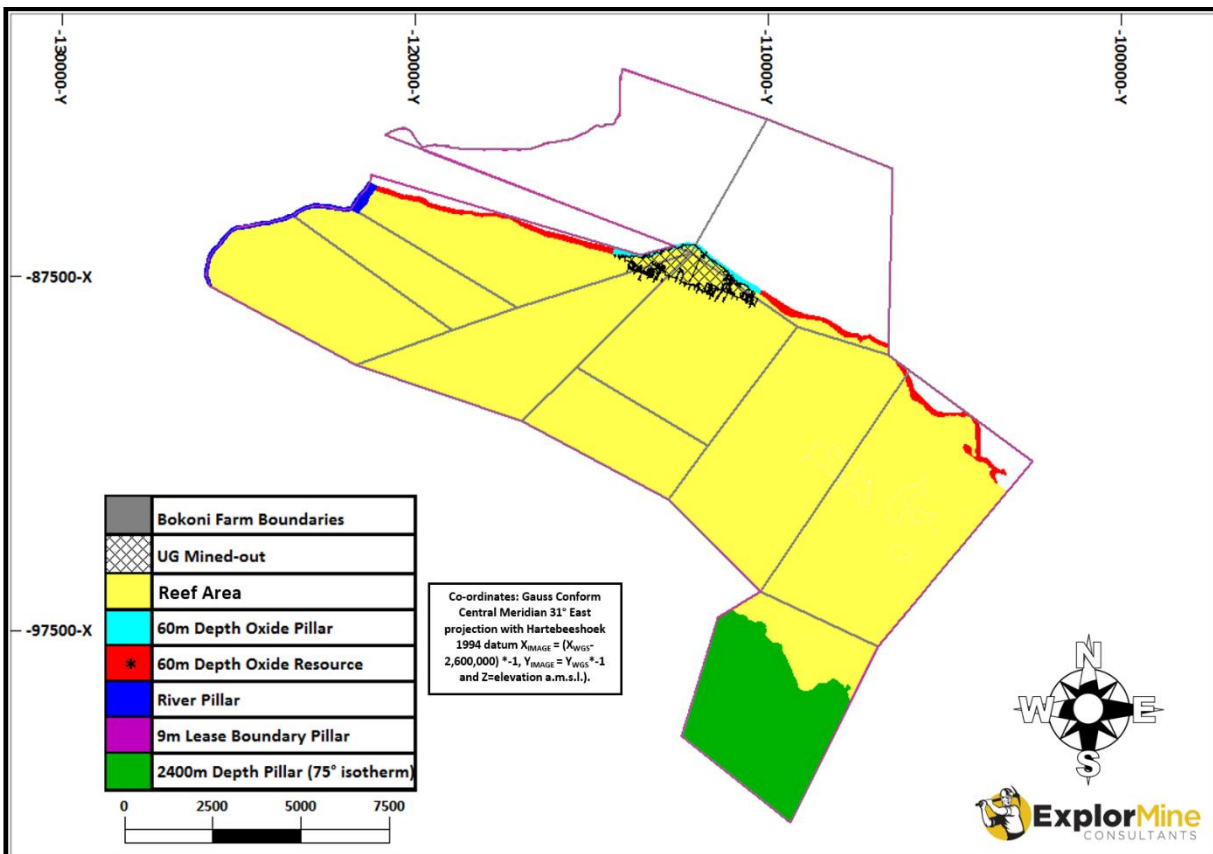 -130000-Y
-120000-Y
-110000-Y
-100000-Y
-87500-X
-97500-X
Bokoni Farm Boundaries
UG Mined-out
Reef Area
60m Depth Oxide Pillar
* 60m Depth Oxide Resource
River Pillar
9m Lease Boundary Pillar
2400m Depth Pillar (75° isotherm)
0 2500 5000 7500
Co-ordinates: Gauss Conform
Central Meridian 31° East
projection with Hartebeeshoek
1994 datum XIMAGE = (XWGS-
2,600,000) *-1, YIMAGE = YWGS*-1
and Z=elevation a.m.s.l.).
N
W E
S
ExplorMine
CONSULTANTS